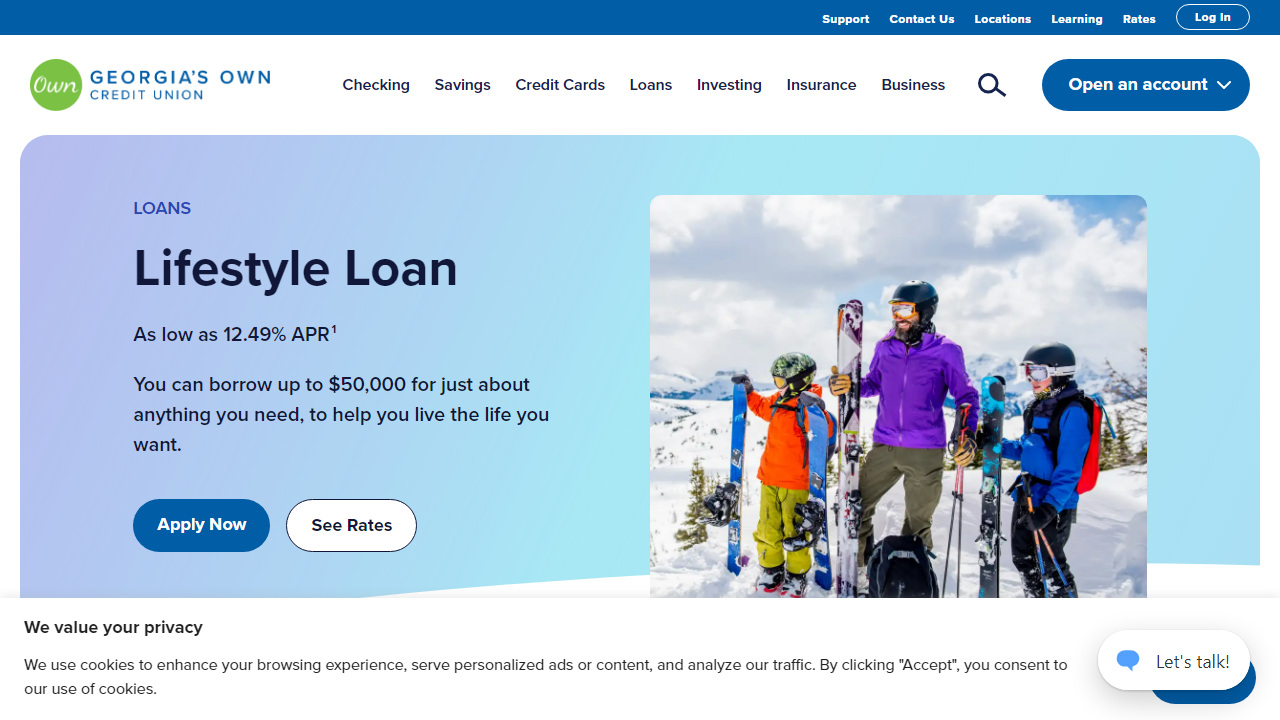 Support Contact Us Locations Learning Rates Log In
Own GEORGIA'S OWN
CREDIT UNION
Checking Savings Credit Cards Loans Investing Insurance Business Open an account
LOANS
Lifestyle Loan
As low as 12.49% APR¹
You can borrow up to $50,000 for just about
anything you need, to help you live the life you
want.
Apply Now See Rates
We value your privacy
We use cookies to enhance your browsing experience, serve personalized ads or content, and analyze our traffic. By clicking "Accept", you consent to
our use of cookies.
Let's talk!